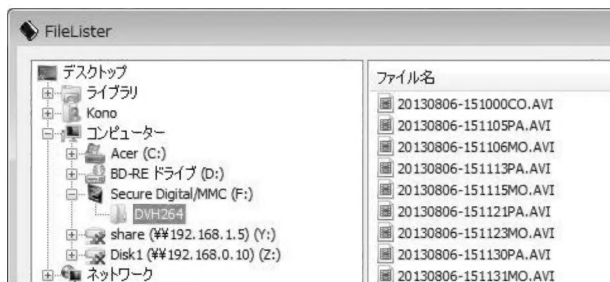 FileLister
デスクトップ
ライブラリ
Kono
コンピューター
Acer (C:)
BD-RE ドライブ (D:)
Secure Digital/MMC (F:)
DVH264
share (¥¥192.168.1.5) (Y:)
Disk1 (¥¥192.168.0.10) (Z:)
ネットワーク
ファイル名
20130806-151000CO.AVI
20130806-151105PA.AVI
20130806-151106MO.AVI
20130806-151113PA.AVI
20130806-151115MO.AVI
20130806-151121PA.AVI
20130806-151123MO.AVI
20130806-151130PA.AVI
20130806-151131MO.AVI